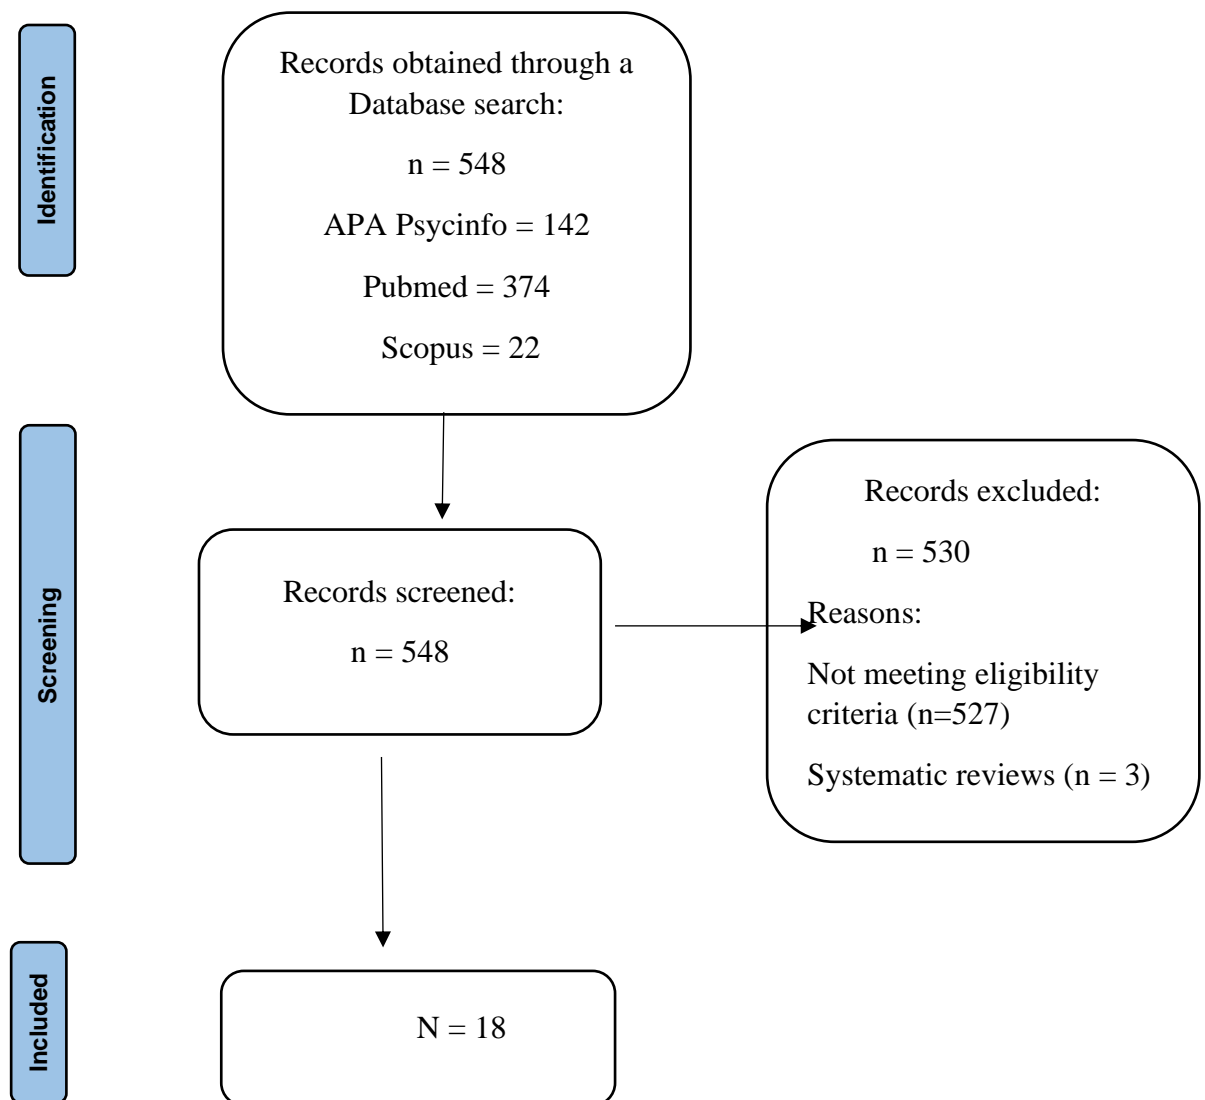 Identification
Records obtained through a
Database search:
n = 548
APA Psycinfo = 142
Pubmed = 374
Scopus = 22
Screening
Records screened:
n = 548
Records excluded:
n = 530
Reasons:
Not meeting eligibility
criteria (n=527)
Systematic reviews (n = 3)
Included
N = 18